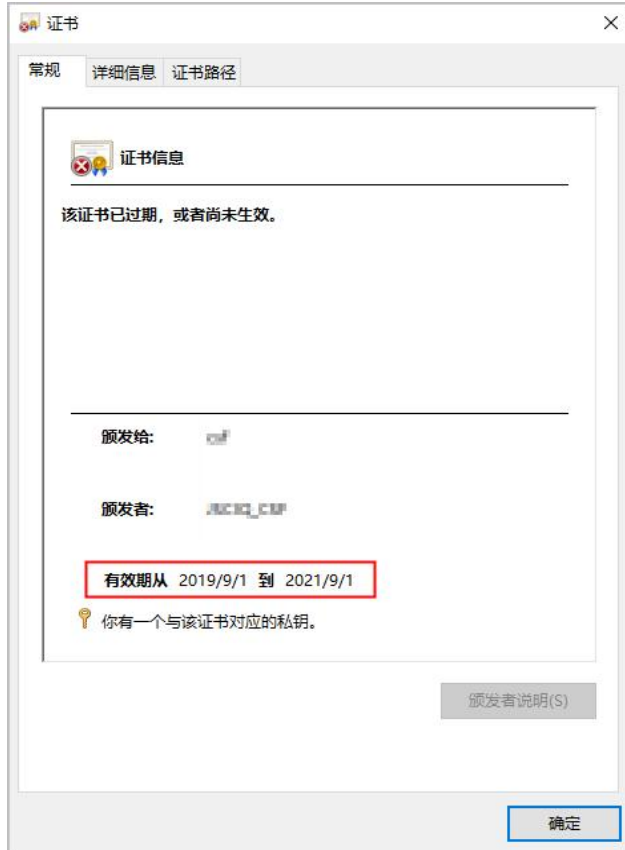 证书
常规 详细信息 证书路径
证书信息
该证书已过期，或者尚未生效。
颁发给:
颁发者:
有效期从 2019/9/1 到 2021/9/1
你有一个与该证书对应的私钥。
颁发者说明(S)
确定